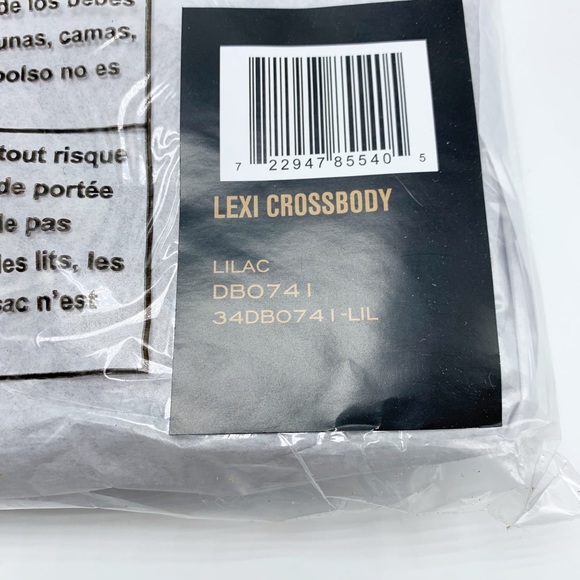 de los bebés
unas, camas,
bolso no es
tout risque
de portée
le pas
les lits, les
sac n'est
7 22947 85540 5
LEXI CROSSBODY
LILAC
DB0741
34DB0741-LIL